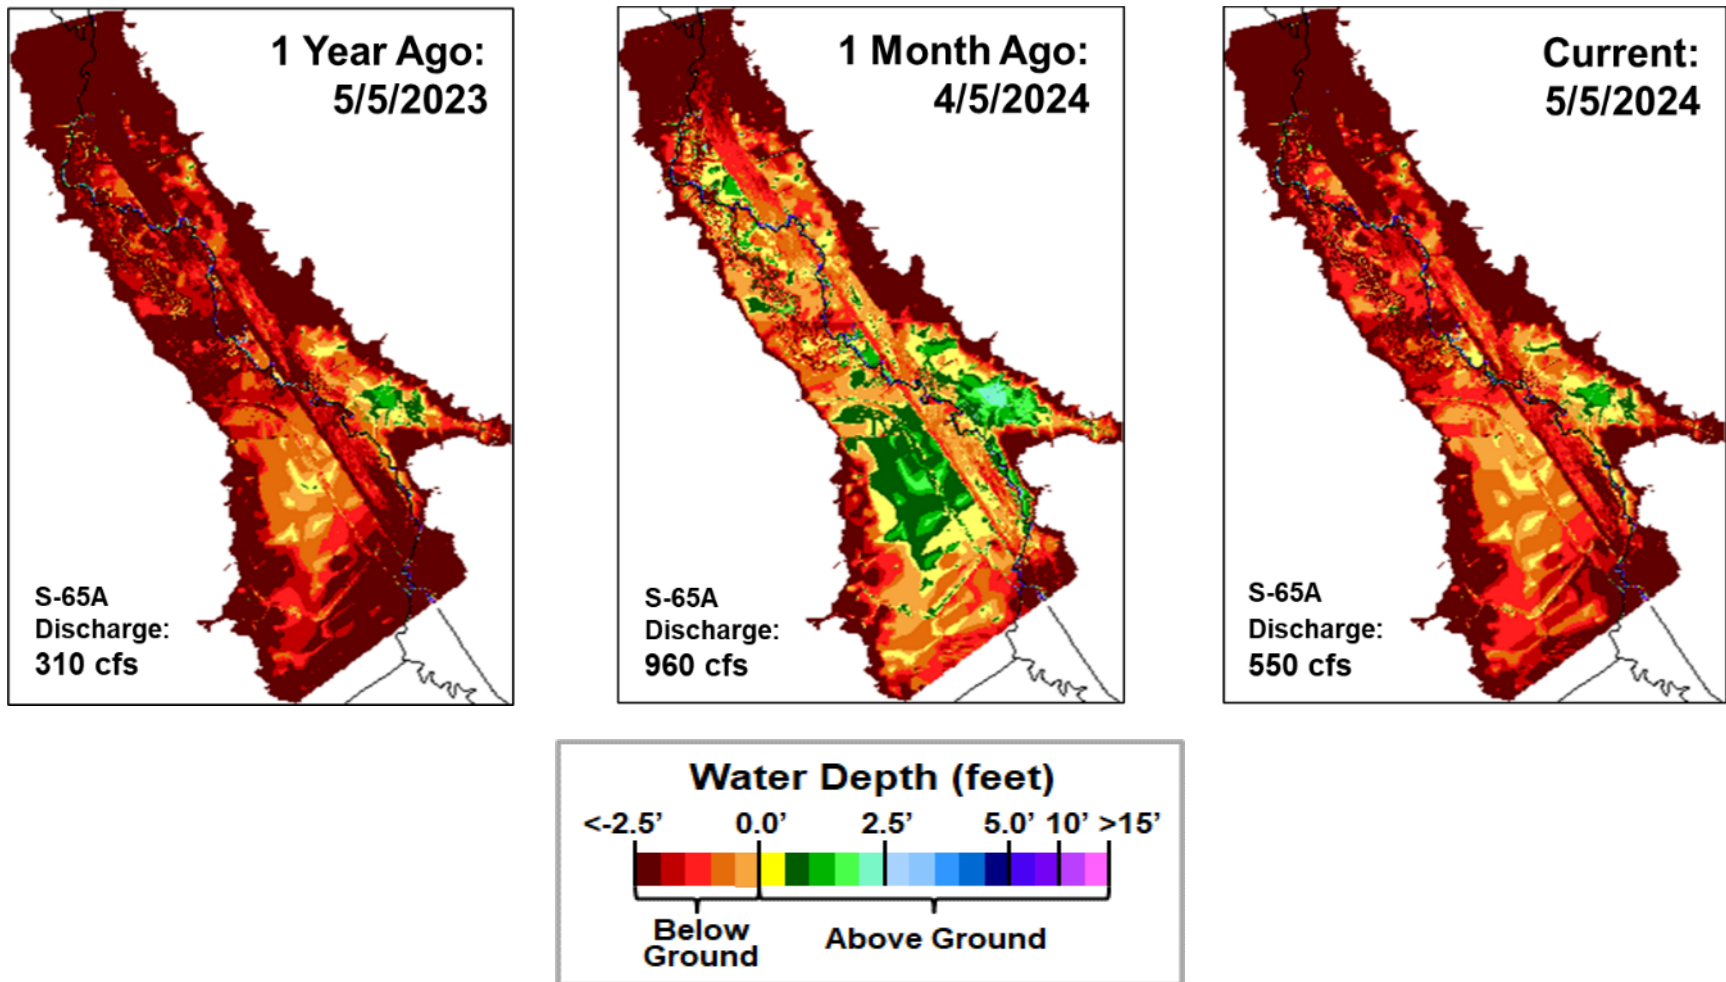 1 Year Ago:
5/5/2023
S-65A
Discharge:
310 cfs
1 Month Ago:
4/5/2024
S-65A
Discharge:
960 cfs
Current:
5/5/2024
S-65A
Discharge:
550 cfs
Water Depth (feet)
<-2.5’ 0.0’ 2.5’ 5.0’ 10’ >15’
Below
Ground
Above Ground